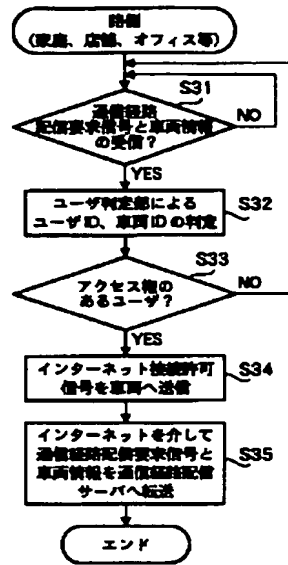 路側
(家庭、店舗、オフィス等)
S31
通信経路
配信要求信号と車両情報
の受信?
NO
YES
ユーザ判定部による
ユーザID、車両IDの判定
S32
S33
アクセス権の
あるユーザ?
NO
YES
インターネット接続許可
信号を車両へ送信
S34
インターネットを介して
通信経路配信要求信号と
車両情報を通信経路配信
サーバへ転送
S35
エンド